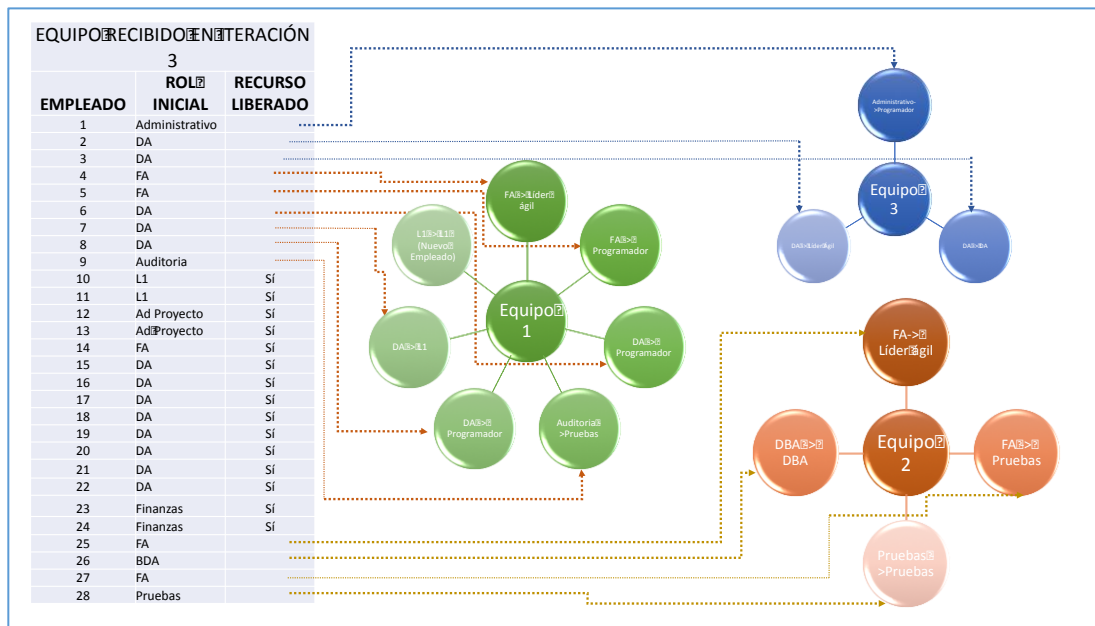 EQUIPO RECIBIDO EN ITERACIÓN
3
EMPLEADO ROL INICIAL RECURSO LIBERADO
1 Administrativo
2 DA
3 DA
4 FA
5 FA
6 DA
7 DA
8 DA
9 Auditoria
10 L1 Sí
11 L1 Sí
12 Ad Proyecto Sí
13 Ad Proyecto Sí
14 FA Sí
15 DA Sí
16 DA Sí
17 DA Sí
18 DA Sí
19 DA Sí
20 DA Sí
21 DA Sí
22 DA Sí
23 Finanzas Sí
24 Finanzas Sí
25 FA
26 BDA
27 FA
28 Pruebas
Equipo
1
FA > Líder
ágil
FA >
Programador
DA >
Programador
Auditoria
>Pruebas
DA >
Programador
DA > L1
L1 > L1
(Nuevo
Empleado)
Administrativo-
>Programador
Equipo
3
DA > Líder ágil
DA > DA
FA->
Líder ágil
DBA >
DBA
Equipo
2
FA >
Pruebas
Pruebas
>Pruebas